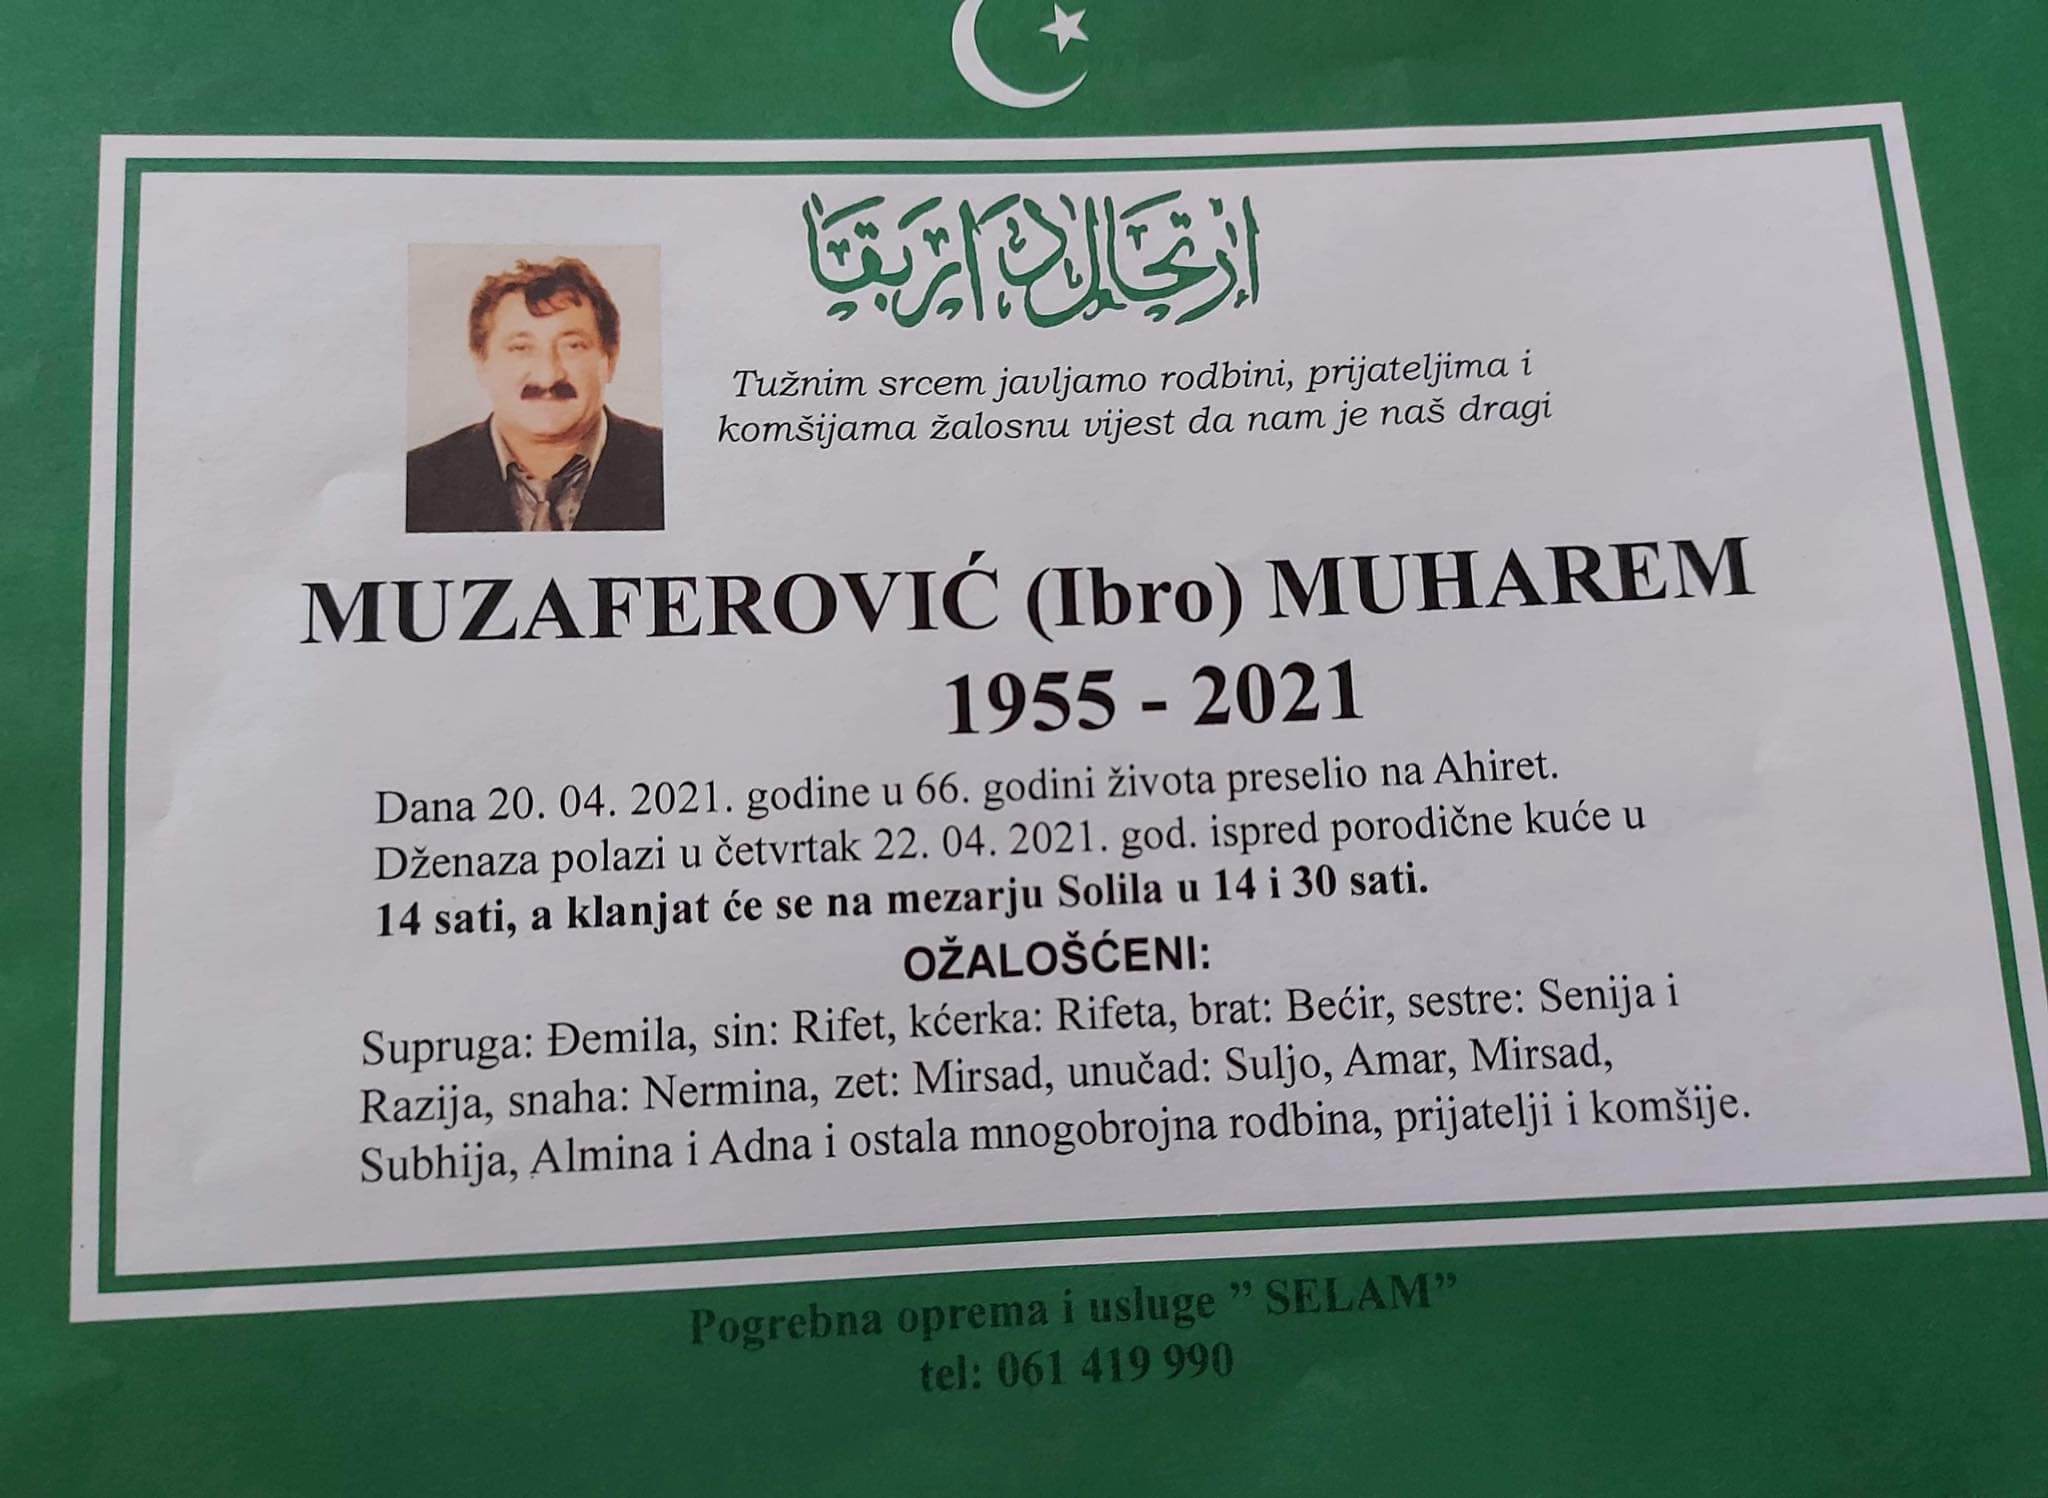 إرتحال دار بقا
Tužnim srcem javljamo rodbini, prijateljima i
komšijama žalosnu vijest da nam je naš dragi
MUZAFEROVIĆ (Ibro) MUHAREM
1955 - 2021
Dana 20. 04. 2021. godine u 66. godini života preselio na Ahiret.
Dženaza polazi u četvrtak 22. 04. 2021. god. ispred porodične kuće u
14 sati, a klanjat će se na mezarju Solila u 14 i 30 sati.
OŽALOŠĆENI:
Supruga: Đemila, sin: Rifet, kćerka: Rifeta, brat: Bećir, sestre: Senija i
Razija, snaha: Nermina, zet: Mirsad, unučad: Suljo, Amar, Mirsad,
Subhija, Almina i Adna i ostala mnogobrojna rodbina, prijatelji i komšije.
Pogrebna oprema i usluge ” SELAM”
tel: 061 419 990